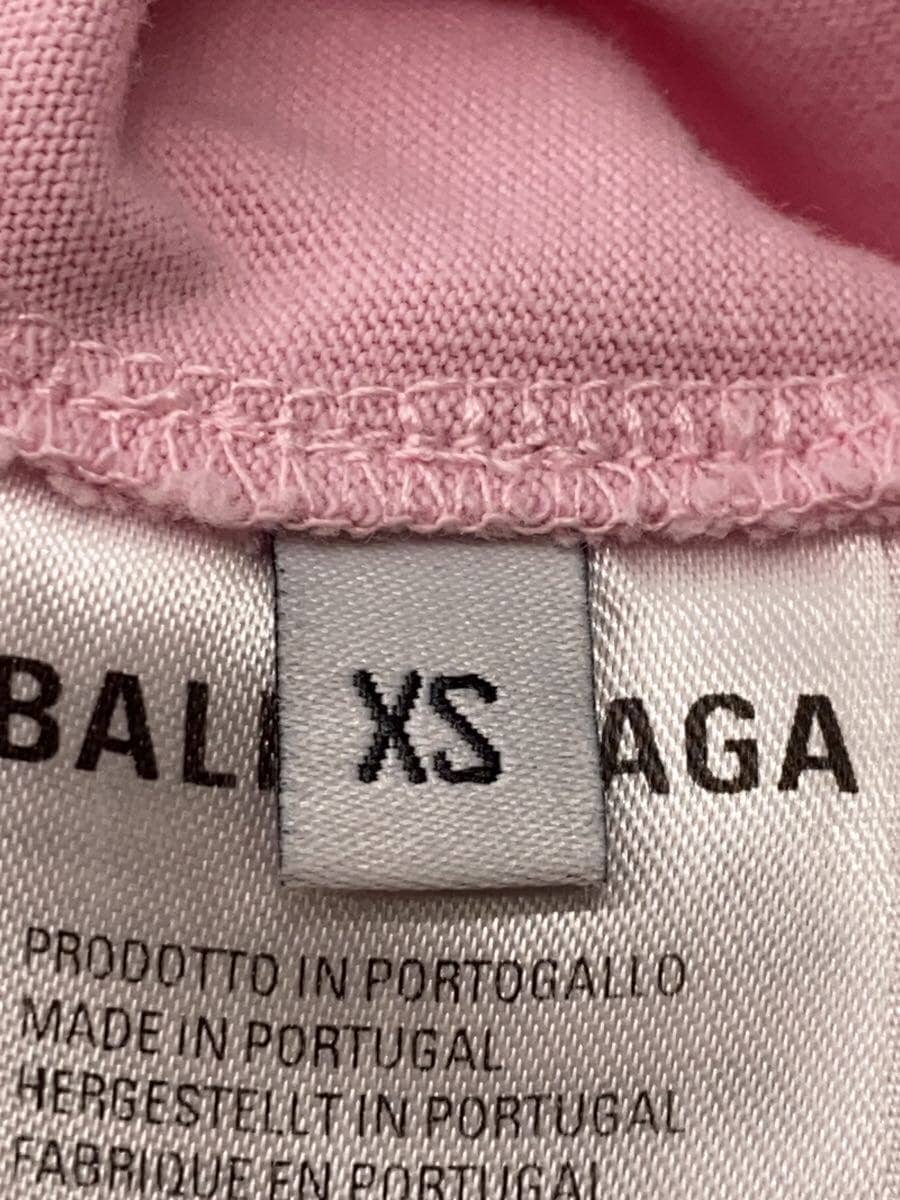 BAL AGA
XS
PRODOTTO IN PORTOGALLO
MADE IN PORTUGAL
HERGESTELLT IN PORTUGAL
FABRIQUE EN PORTUGAL